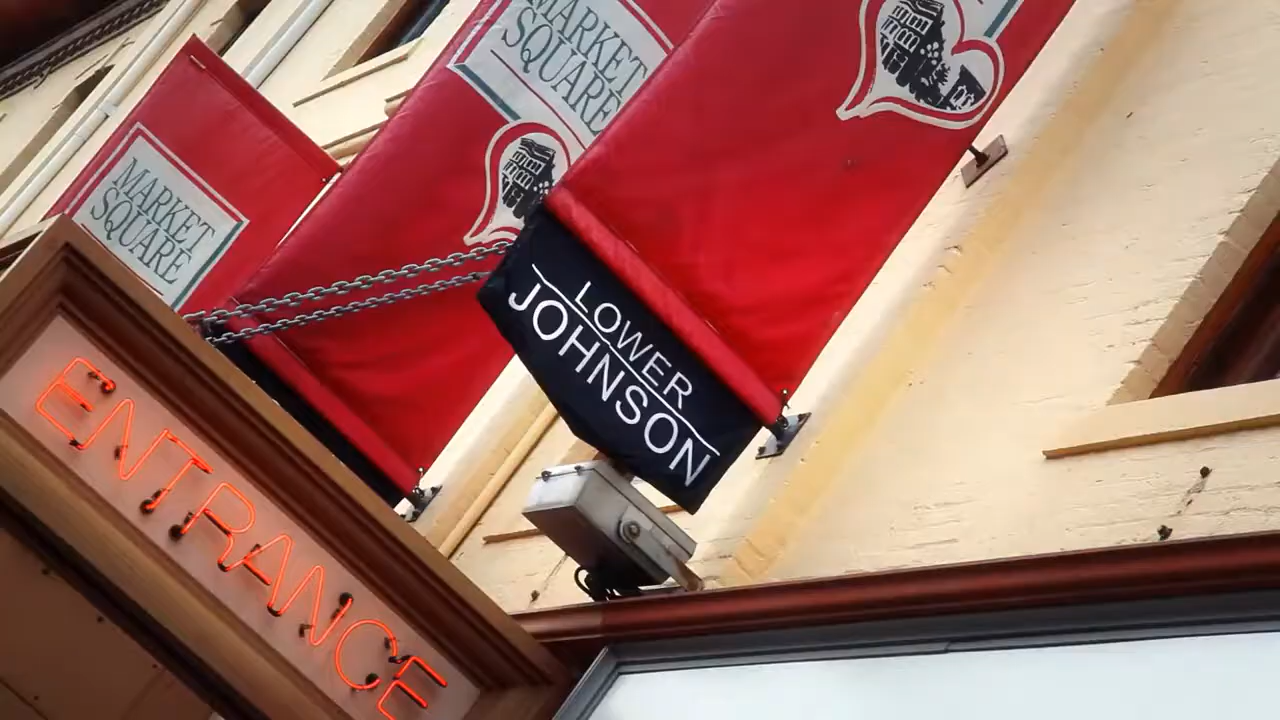 MARKET
SQUARE
MARKET
SQUARE
LOWER
JOHNSON
ENTRANCE